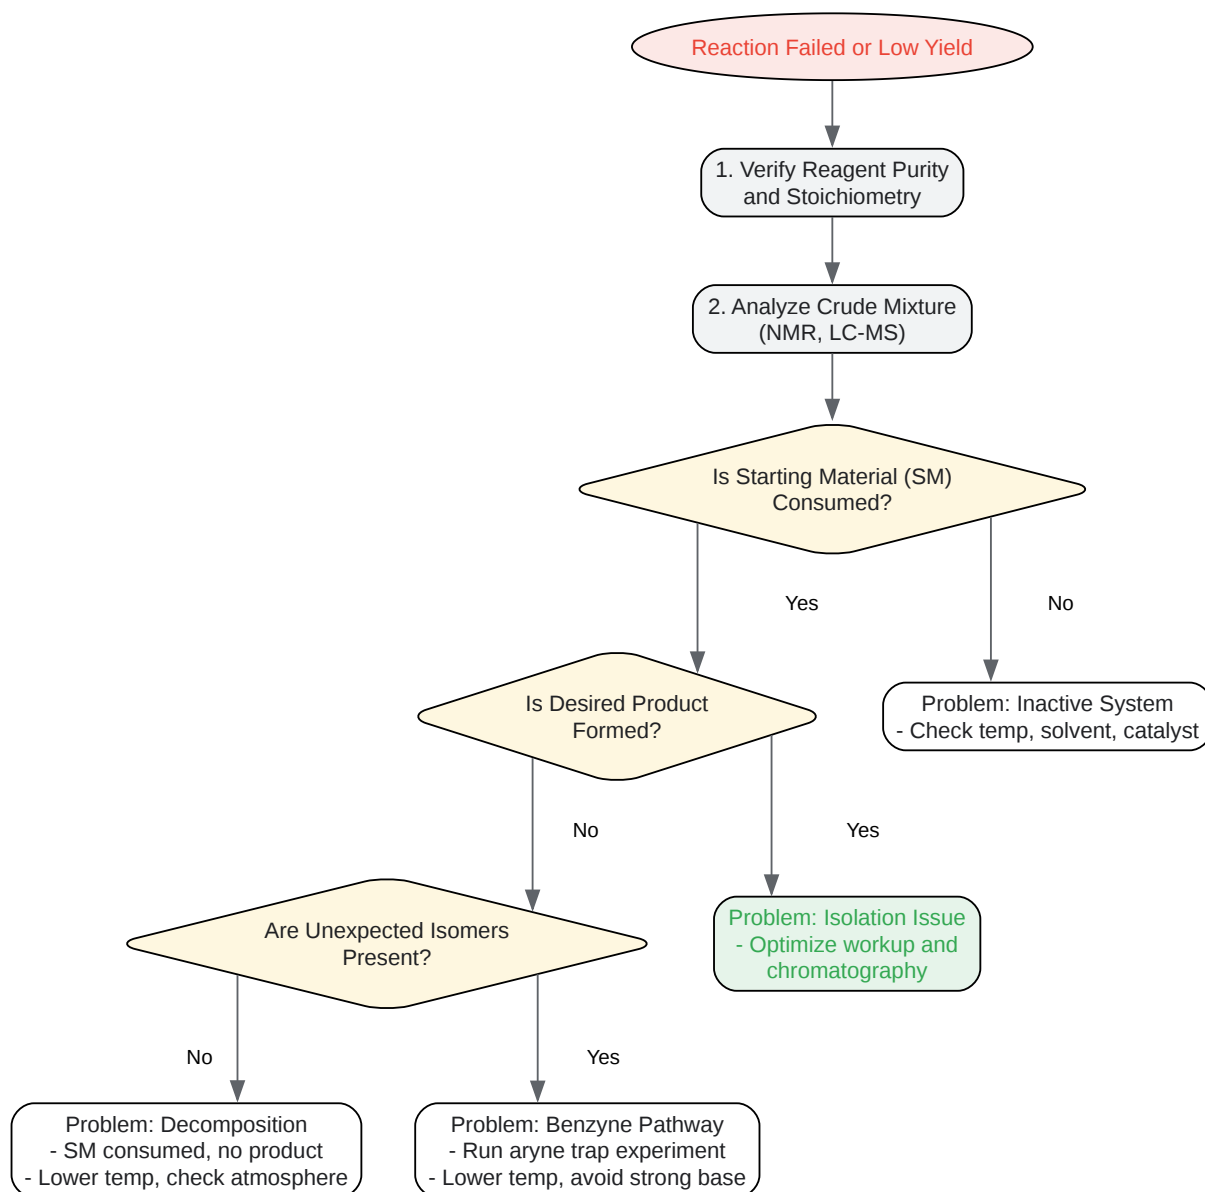 Reaction Failed or Low Yield
1. Verify Reagent Purity
and Stoichiometry
2. Analyze Crude Mixture
(NMR, LC-MS)
Is Starting Material (SM)
Consumed?
Yes
No
Is Desired Product
Formed?
Problem: Inactive System
- Check temp, solvent, catalyst
No
Yes
Are Unexpected Isomers
Present?
Problem: Isolation Issue
- Optimize workup and
chromatography
No
Yes
Problem: Decomposition
- SM consumed, no product
- Lower temp, check atmosphere
Problem: Benzyne Pathway
- Run aryne trap experiment
- Lower temp, avoid strong base